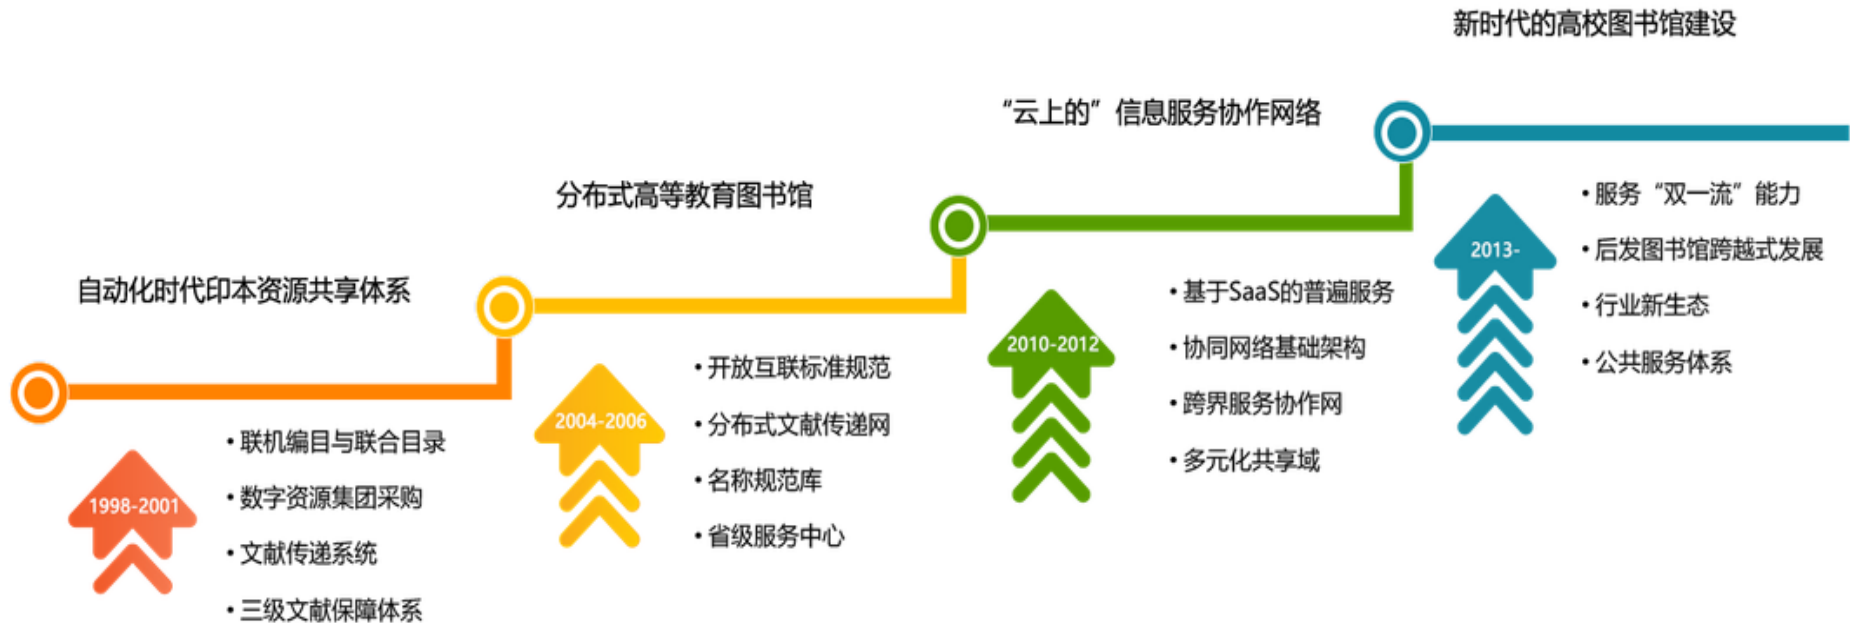 自动化时代印本资源共享体系
1998-2001
• 联机编目与联合目录
• 数字资源集团采购
• 文献传递系统
• 三级文献保障体系
分布式高等教育图书馆
2004-2006
• 开放互联标准规范
• 分布式文献传递网
• 名称规范库
• 省级服务中心
“云上的”信息服务协作网络
2010-2012
• 基于SaaS的普遍服务
• 协同网络基础架构
• 跨界服务协作网
• 多元化共享域
新时代的高校图书馆建设
2013-
• 服务“双一流”能力
• 后发图书馆跨越式发展
• 行业新生态
• 公共服务体系